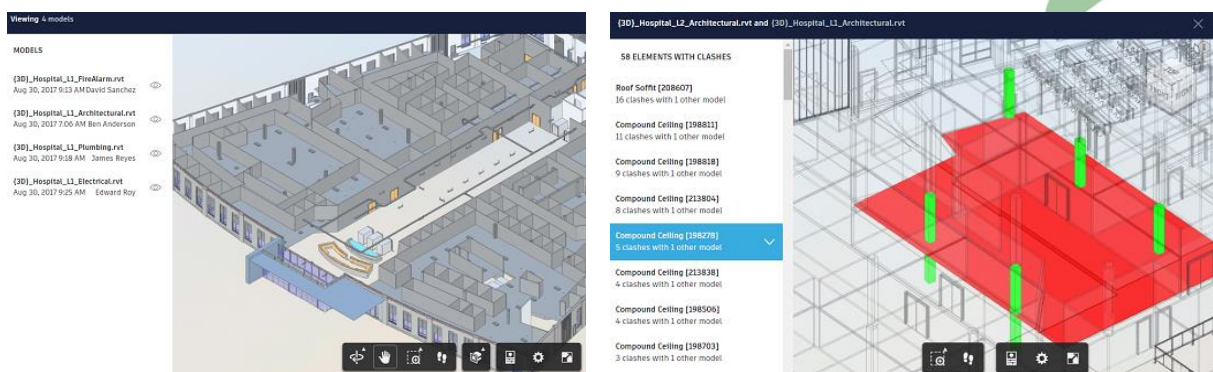 Viewing 4 models
MODELS
{3D}_Hospital_L1_FireAlarm.rvt
Aug 30, 2017 9:13 AM David Sanchez
{3D}_Hospital_L1_Architectural.rvt
Aug 30, 2017 7:06 AM Ben Anderson
{3D}_Hospital_L1_Plumbing.rvt
Aug 30, 2017 9:18 AM James Reyes
{3D}_Hospital_L1_Electrical.rvt
Aug 30, 2017 9:25 AM Edward Roy
{3D}_Hospital_L2_Architectural.rvt and {3D}_Hospital_L1_Architectural.rvt
58 ELEMENTS WITH CLASHES
Roof Soffit [208607]
16 clashes with 1 other model
Compound Ceiling [198811]
11 clashes with 1 other model
Compound Ceiling [198818]
9 clashes with 1 other model
Compound Ceiling [213804]
8 clashes with 1 other model
Compound Ceiling [198278]
5 clashes with 1 other model
Compound Ceiling [213838]
4 clashes with 1 other model
Compound Ceiling [198506]
4 clashes with 1 other model
Compound Ceiling [198703]
3 clashes with 1 other model